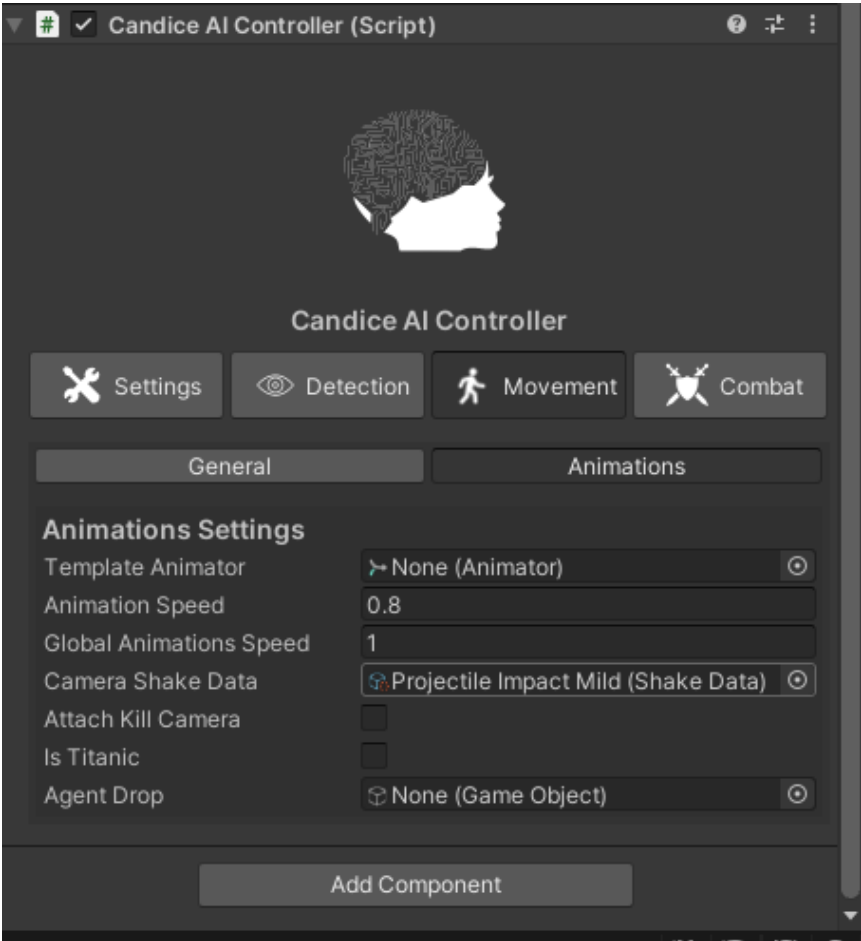 Candice AI Controller (Script)
Candice AI Controller
Settings Detection Movement Combat
General Animations
Animations Settings
Template Animator None (Animator)
Animation Speed 0.8
Global Animations Speed 1
Camera Shake Data Projectile Impact Mild (Shake Data)
Attach Kill Camera
Is Titanic
Agent Drop None (Game Object)
Add Component